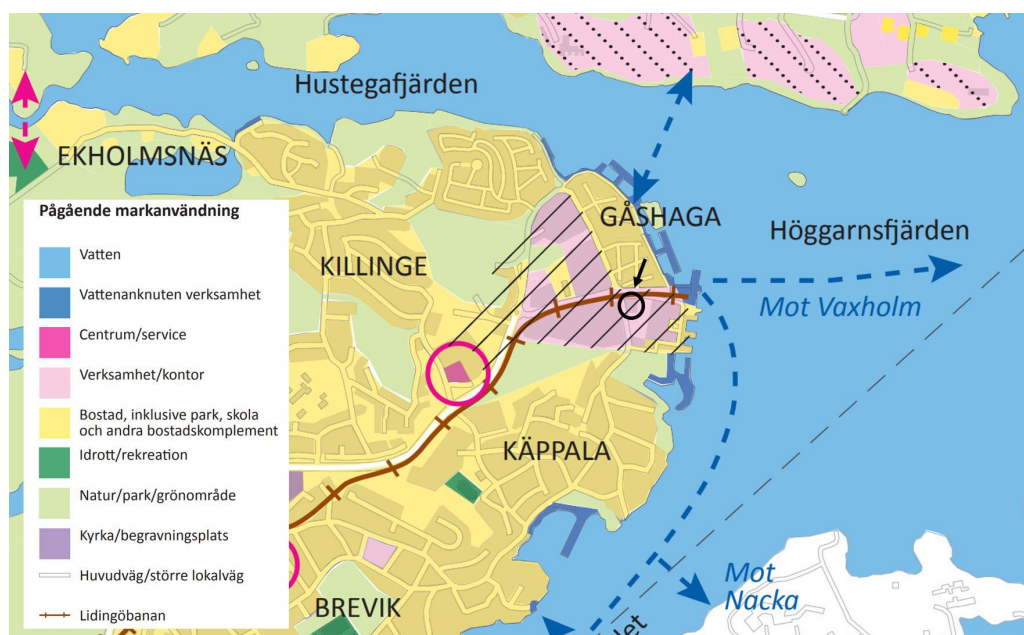 Hustegafjärden
EKHOLMSNÄS
GÅSHAGA
Höggarnsfjärden
KILLINGE
Mot Vaxholm
Pågående markanvändning
Vatten
Vattenanknuten verksamhet
Centrum/service
Verksamhet/kontor
Bostad, inklusive park, skola
och andra bostadskomplement
Idrott/rekreation
Natur/park/grönområde
Kyrka/begravningsplats
Huvudväg/större lokalväg
Lidingöbanan
KÄPPALA
BREVIK
Mot
Nacka